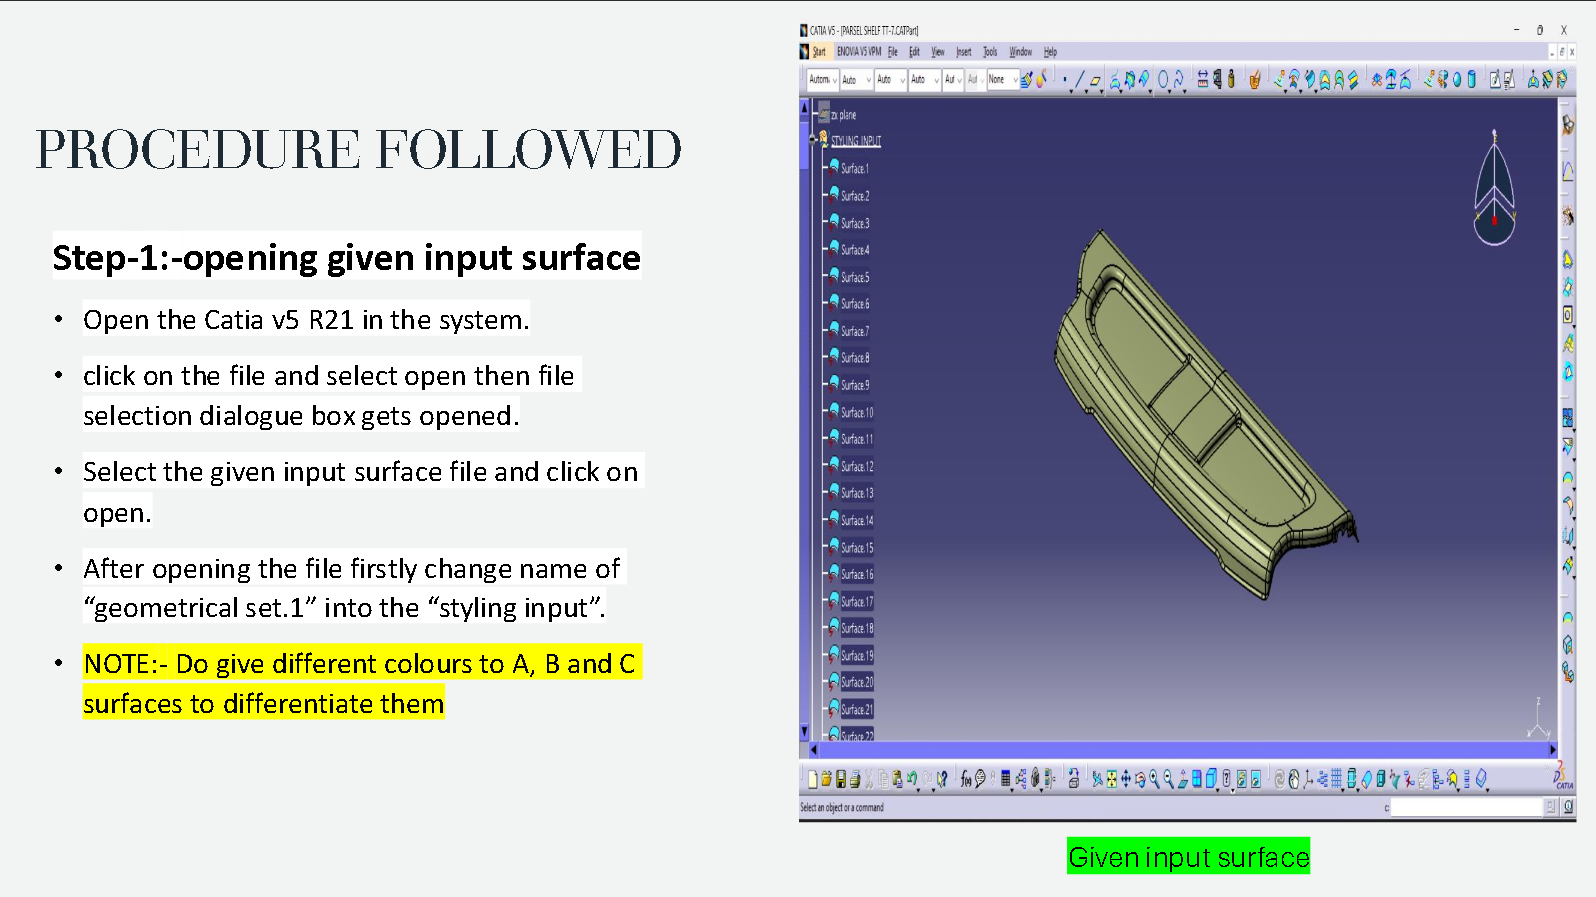 PROCEDURE FOLLOWED
Step-1:-opening given input surface
• Open the Catia v5 R21 in the system.
• click on the file and select open then file
selection dialogue box gets opened.
• Select the given input surface file and click on
open.
• After opening the file firstly change name of
“geometrical set.1” into the “styling input”.
• NOTE:- Do give different colours to A, B and C
surfaces to differentiate them
CATIA V5 - [PARSEL SHELF TT-7.CATPart]
Start ENOVIA V5 VPM File Edit View Insert Tools Window Help
Autom Auto Auto Auto Aut Aut None
zx plane
STYLING_INPUT
Surface.1
Surface.2
Surface.3
Surface.4
Surface.5
Surface.6
Surface.7
Surface.8
Surface.9
Surface.10
Surface.11
Surface.12
Surface.13
Surface.14
Surface.15
Surface.16
Surface.17
Surface.18
Surface.19
Surface.20
Surface.21
Surface.22
CATIA
Select an object or a command
Given input surface